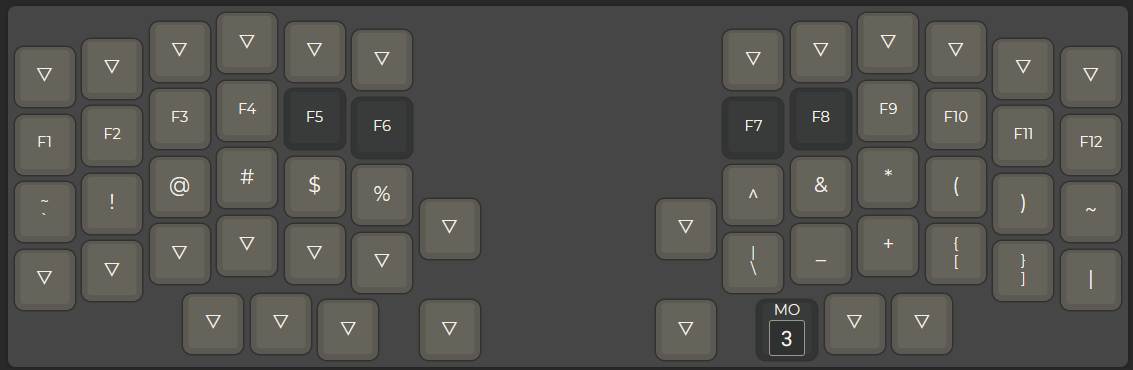 F1 F2 F3 F4 F5 F6 F7 F8 F9 F10 F11 F12
~
` ! @ # $ % ^ & * ( ) ~
|
\ _ + {
[ }
] |
MO
3